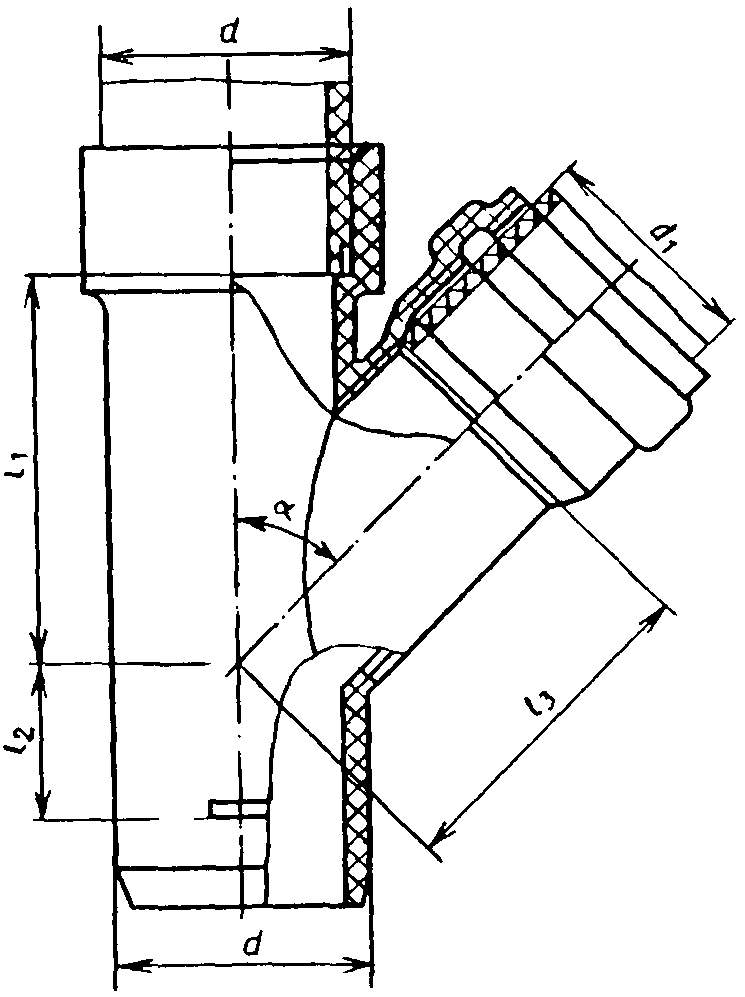 d
d₁
l₁
α
l₂
l₃
d